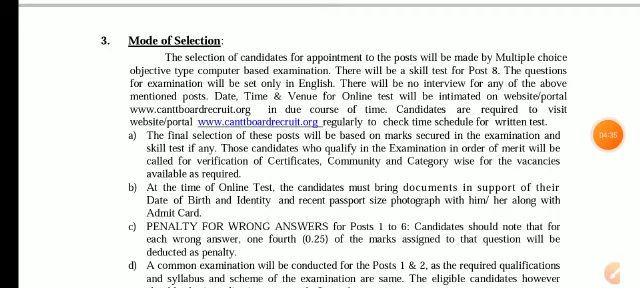 3. Mode of Selection:
The selection of candidates for appointment to the posts will be made by Multiple choice
objective type computer based examination. There will be a skill test for Post 8. The questions
for examination will be set only in English. There will be no interview for any of the above
mentioned posts. Date, Time & Venue for Online test will be intimated on website/portal
www.canttboardrecruit.org in due course of time. Candidates are required to visit
website/portal www.canttboardrecruit.org regularly to check time schedule for written test.
a) The final selection of these posts will be based on marks secured in the examination and
skill test if any. Those candidates who qualify in the Examination in order of merit will be
called for verification of Certificates, Community and Category wise for the vacancies
available as required.
b) At the time of Online Test, the candidates must bring documents in support of their
Date of Birth and Identity and recent passport size photograph with him/ her along with
Admit Card.
c) PENALTY FOR WRONG ANSWERS for Posts 1 to 6: Candidates should note that for
each wrong answer, one fourth (0.25) of the marks assigned to that question will be
deducted as penalty.
d) A common examination will be conducted for the Posts 1 & 2, as the required qualifications
and syllabus and scheme of the examination are same. The eligible candidates however
04:35